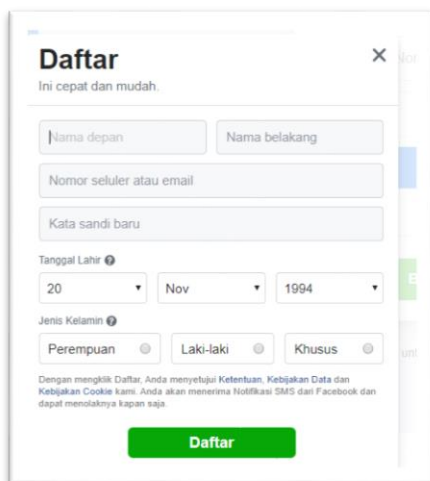 Daftar
Ini cepat dan mudah.
Nama depan
Nama belakang
Nomor seluler atau email
Kata sandi baru
Tanggal Lahir
20
Nov
1994
Jenis Kelamin
Perempuan
Laki-laki
Khusus
Dengan mengklik Daftar, Anda menyetujui Ketentuan, Kebijakan Data dan
Kebijakan Cookie kami. Anda akan menerima Notifikasi SMS dari Facebook dan
dapat menolaknya kapan saja.
Daftar